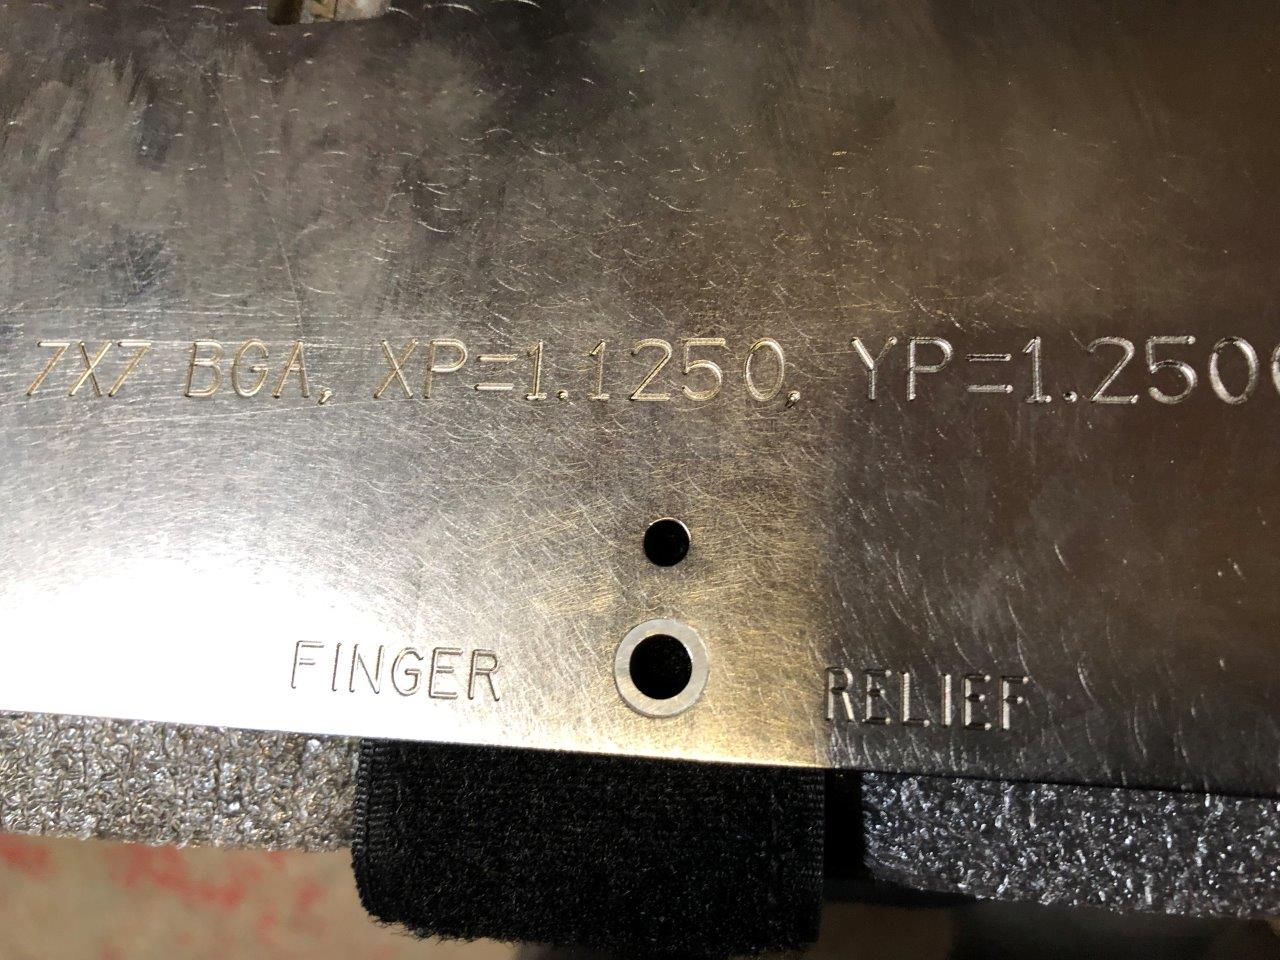 7X7 BGA, XP=1.1250, YP=1.250
FINGER RELIEF